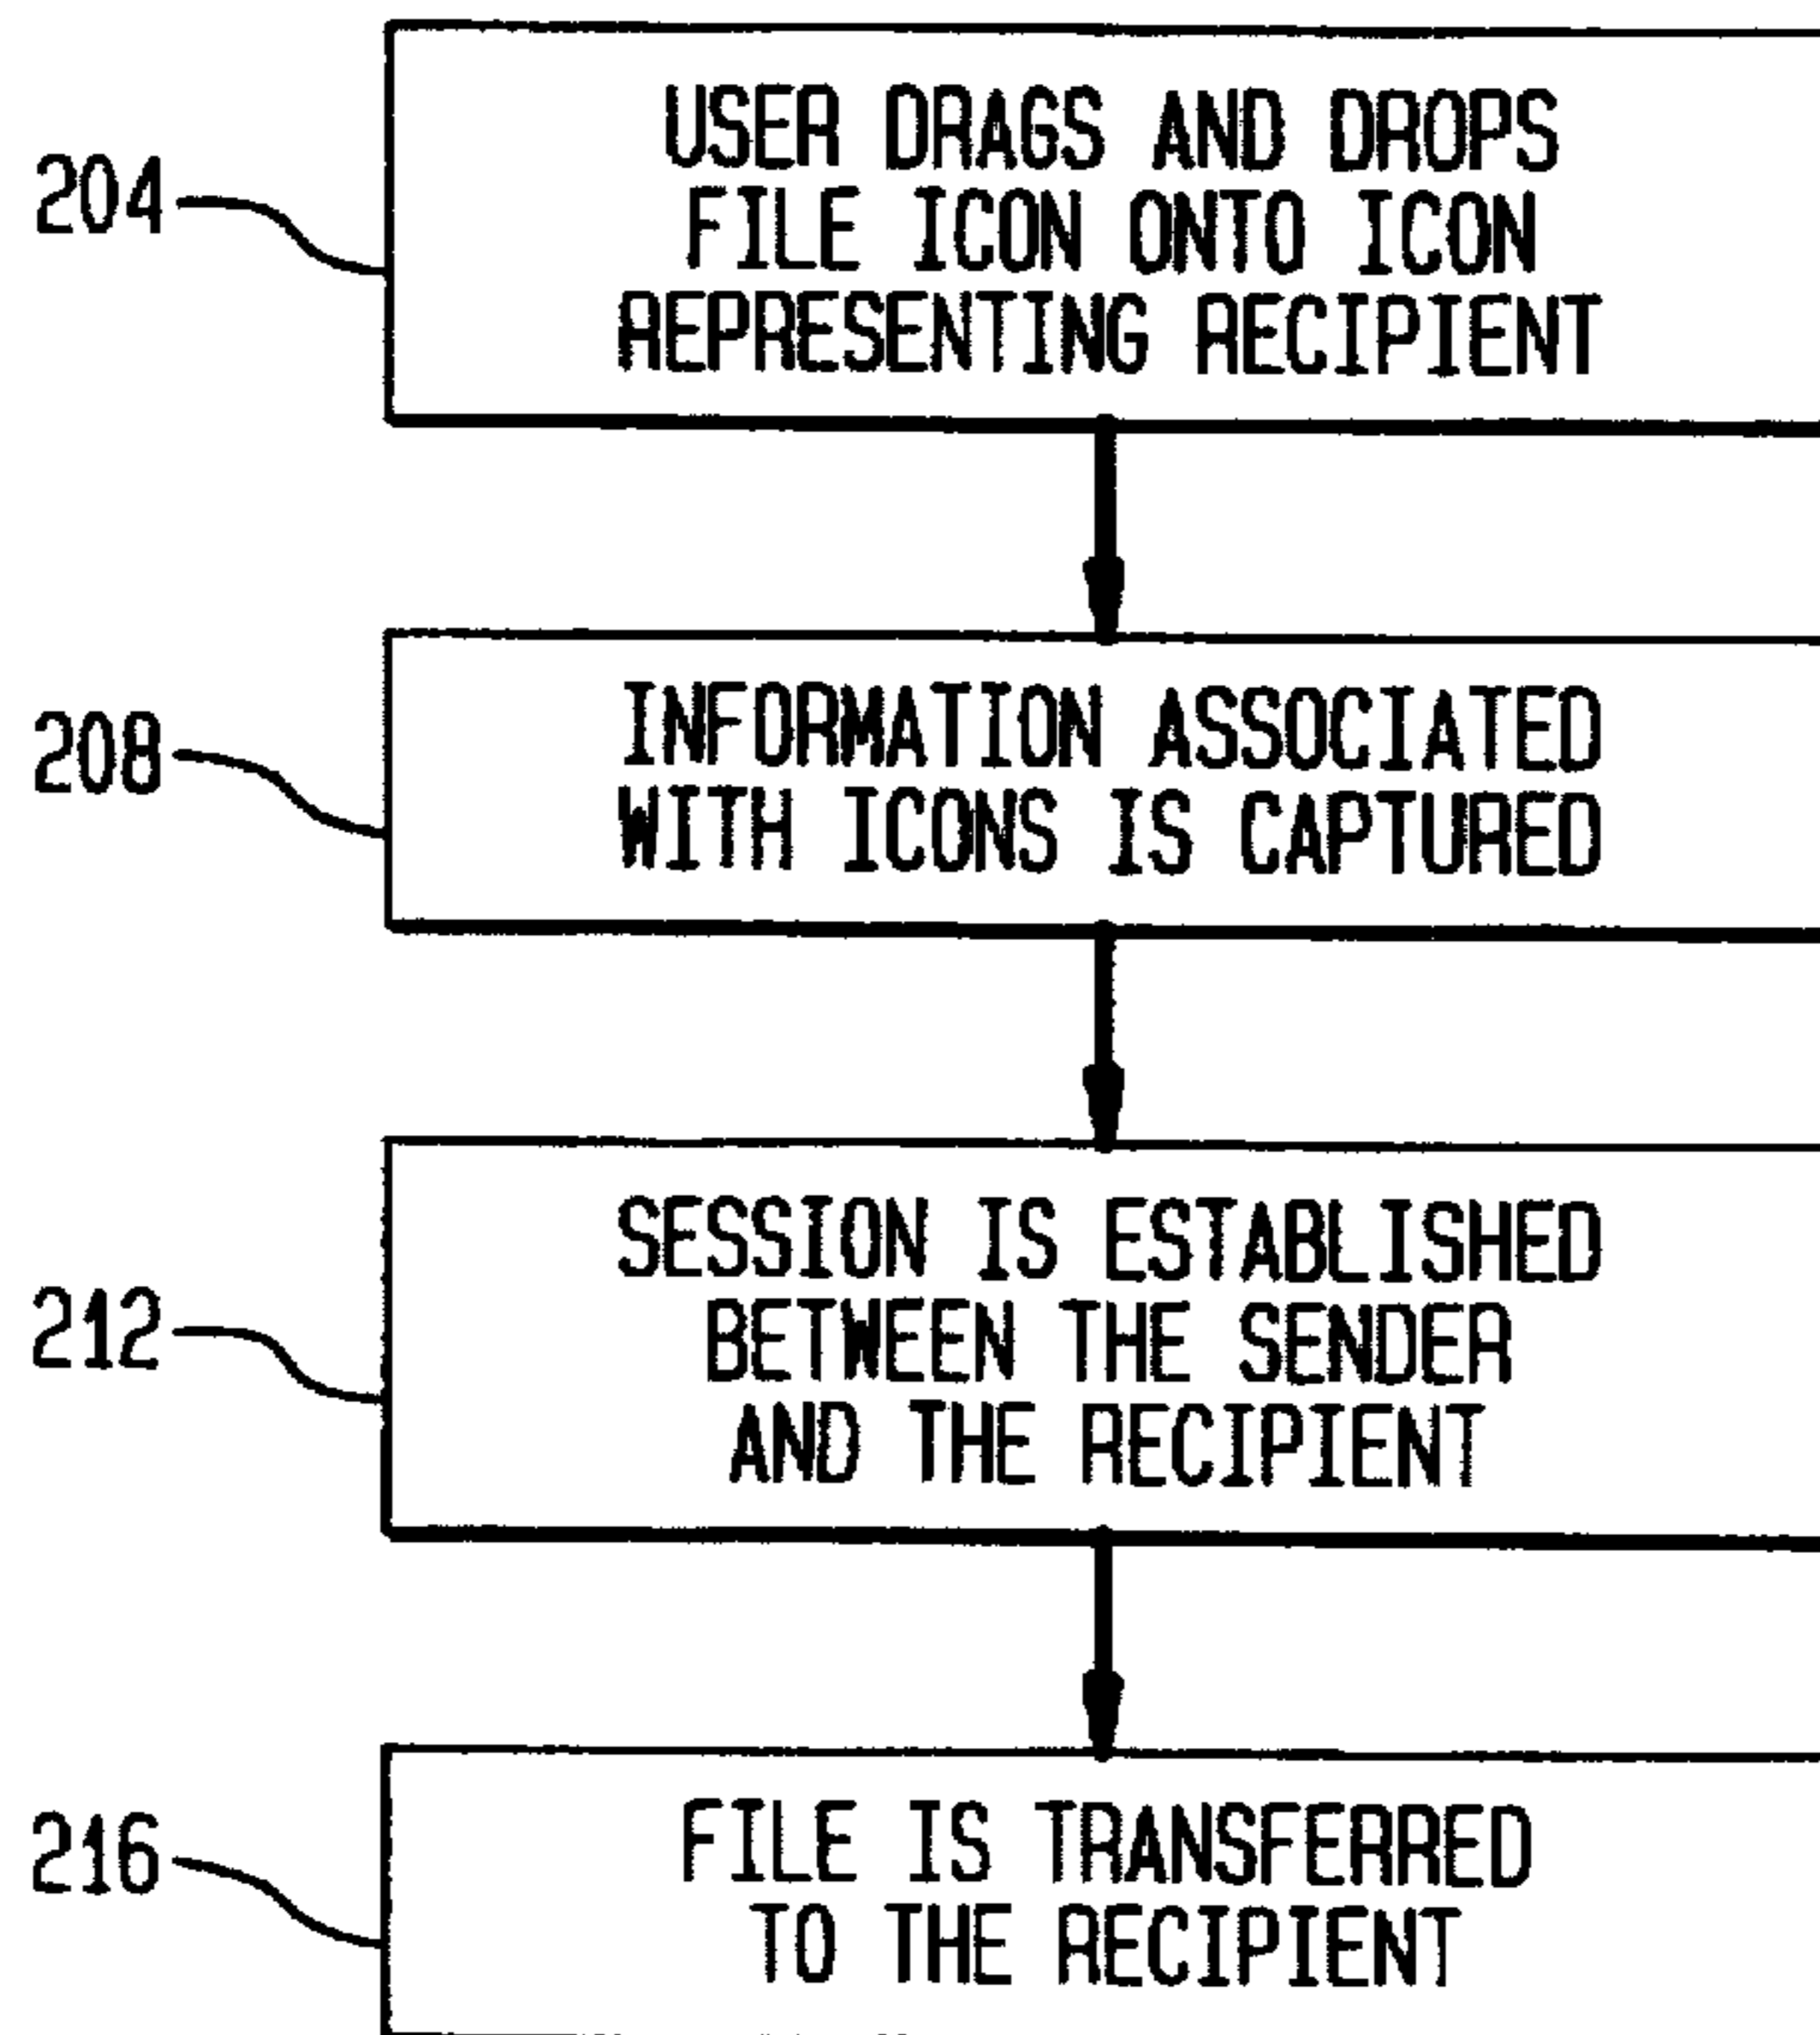 204
USER DRAGS AND DROPS
FILE ICON ONTO ICON
REPRESENTING RECIPIENT
208
INFORMATION ASSOCIATED
WITH ICONS IS CAPTURED
212
SESSION IS ESTABLISHED
BETWEEN THE SENDER
AND THE RECIPIENT
216
FILE IS TRANSFERRED
TO THE RECIPIENT